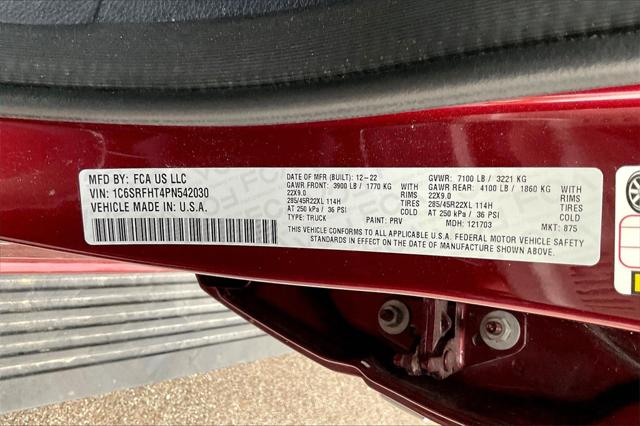 MFD BY: FCA US LLC
VIN: 1C6SRFHT4PN542030
VEHICLE MADE IN U.S.A.
DATE OF MFR (BUILT): 12-22
GAWR FRONT: 3900 LB / 1770 KG
22X9.0 RIMS
285/45R22XL 114H TIRES
AT 250 kPa / 36 PSI
TYPE: TRUCK PAINT: PRV
GVWR: 7100 LB / 3221 KG
GAWR REAR: 4100 LB / 1860 KG
22X9.0 RIMS
285/45R22XL 114H TIRES
AT 250 kPa / 36 PSI
MDH: 121703 MKT: 875
THIS VEHICLE CONFORMS TO ALL APPLICABLE U.S.A. FEDERAL MOTOR VEHICLE SAFETY
STANDARDS IN EFFECT ON THE DATE OF MANUFACTURE SHOWN ABOVE.